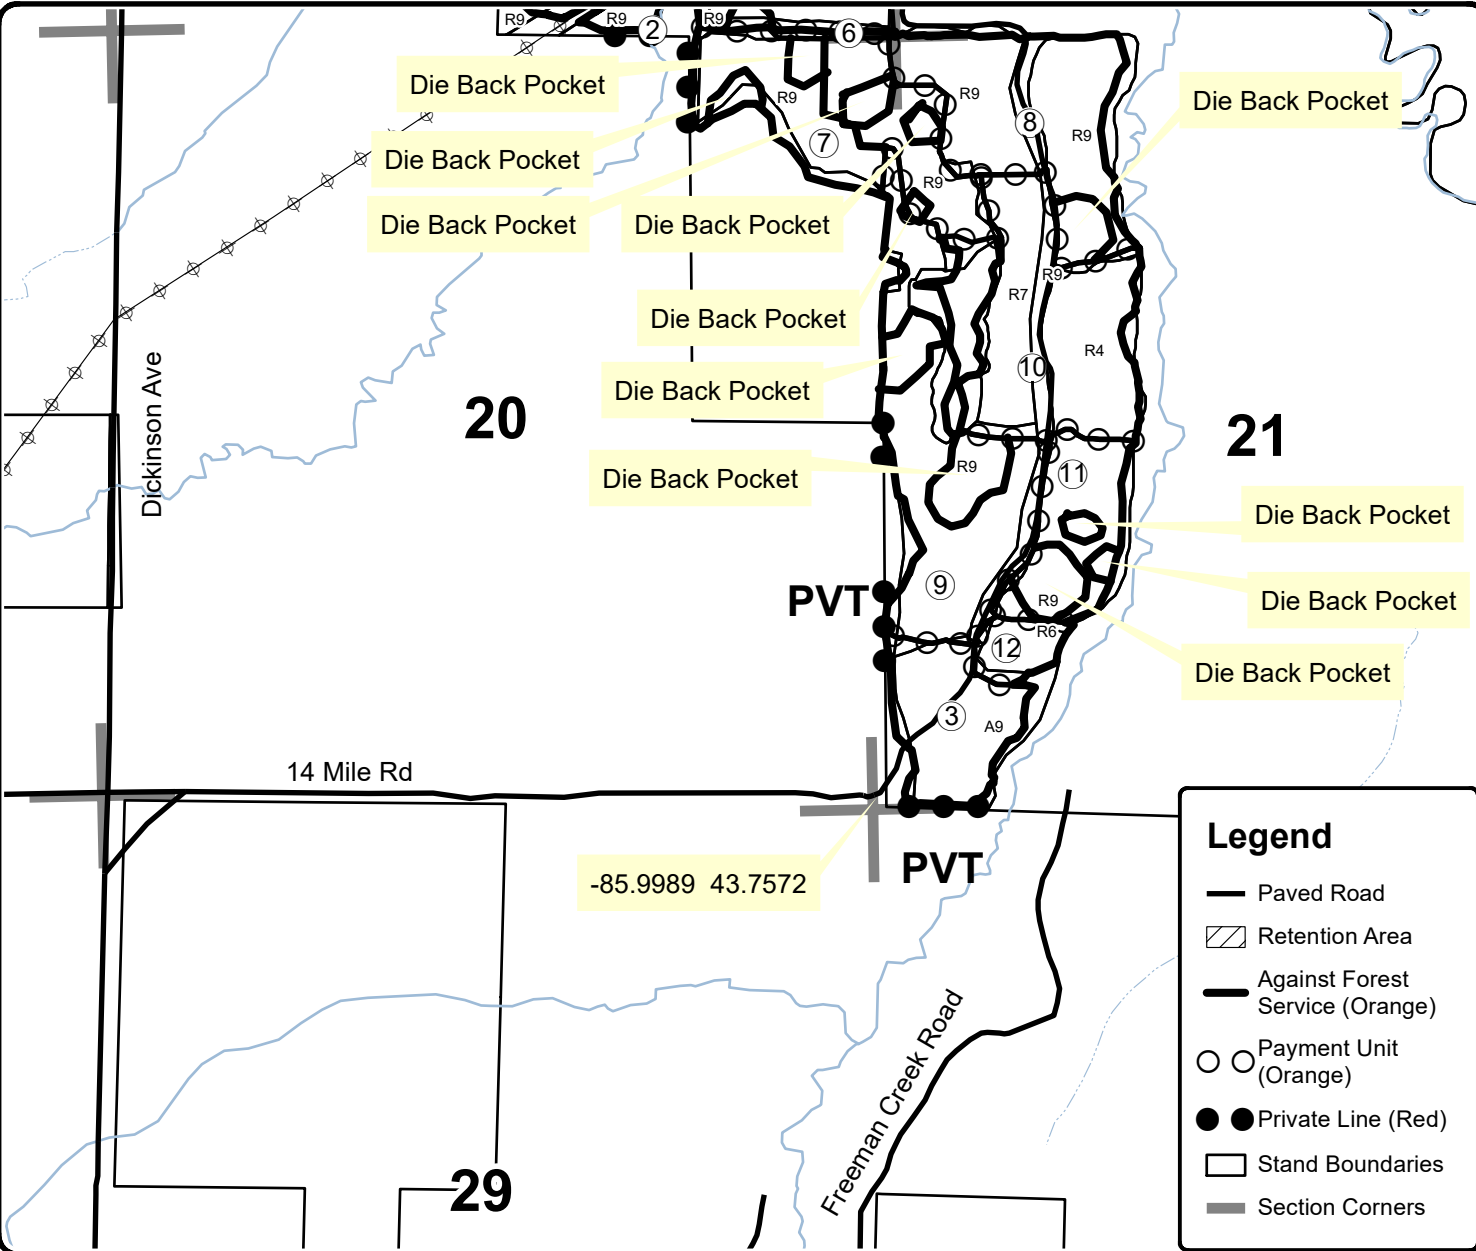 R9
R9
2
R9
6
Die Back Pocket
R9
R9
Die Back Pocket
8
R9
7
Die Back Pocket
R9
Die Back Pocket
Die Back Pocket
R9
R7
Die Back Pocket
R4
Dickinson Ave
10
Die Back Pocket
20
21
R9
11
Die Back Pocket
Die Back Pocket
9
PVT
R9
Die Back Pocket
R6
12
Die Back Pocket
3
A9
14 Mile Rd
PVT
-85.9989 43.7572
Freeman Creek Road
29
Legend
Paved Road
Retention Area
Against Forest
Service (Orange)
Payment Unit
(Orange)
Private Line (Red)
Stand Boundaries
Section Corners